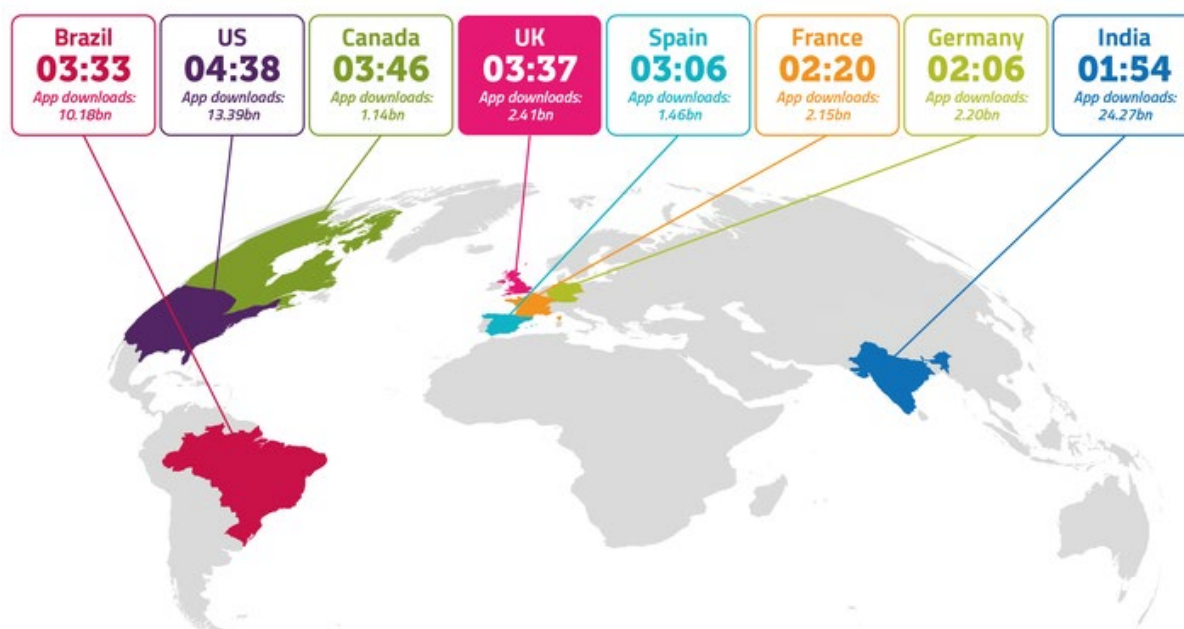 Brazil
03:33
App downloads:
10.18bn
US
04:38
App downloads:
13.39bn
Canada
03:46
App downloads:
1.14bn
UK
03:37
App downloads:
2.41bn
Spain
03:06
App downloads:
1.46bn
France
02:20
App downloads:
2.15bn
Germany
02:06
App downloads:
2.20bn
India
01:54
App downloads:
24.27bn